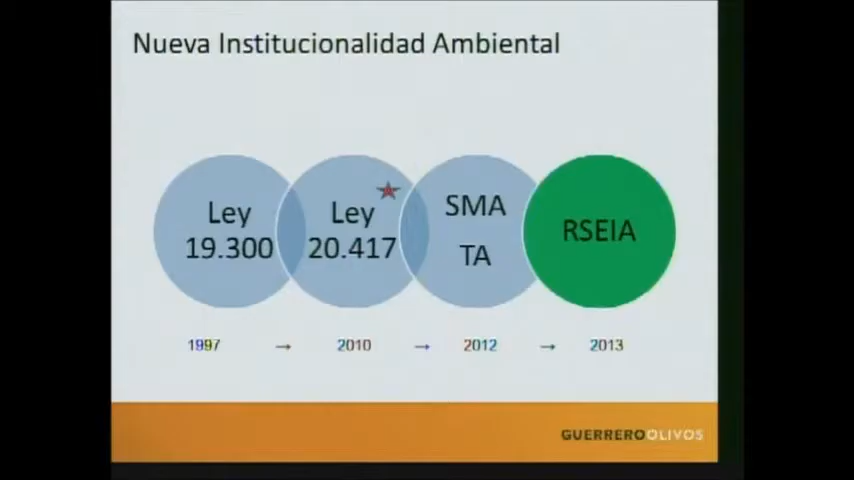 Nueva Institucionalidad Ambiental
Ley
19.300
Ley
20.417
SMA
TA
RSEIA
1997 → 2010 → 2012 → 2013
GUERREROOLIVOS